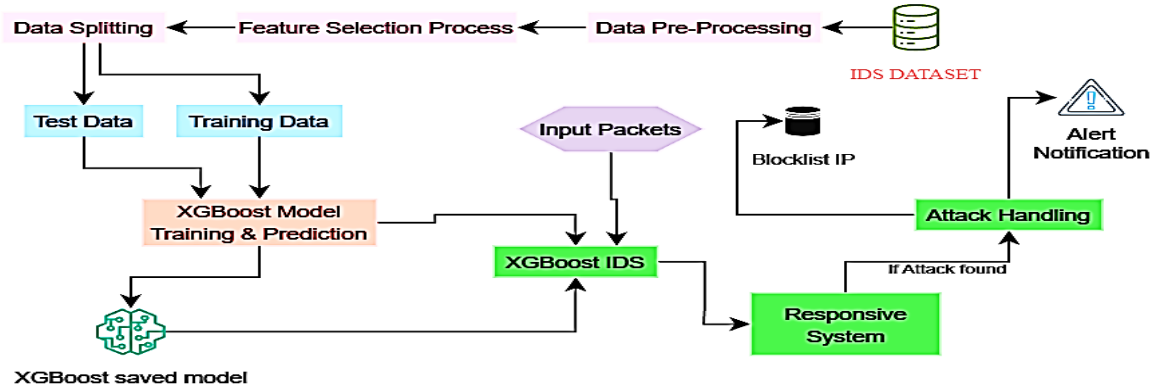 Data Splitting
Feature Selection Process
Data Pre-Processing
IDS DATASET
Test Data
Training Data
Input Packets
Blocklist IP
Alert
Notification
XGBoost Model
Training & Prediction
Attack Handling
XGBoost IDS
If Attack found
Responsive
System
XGBoost saved model